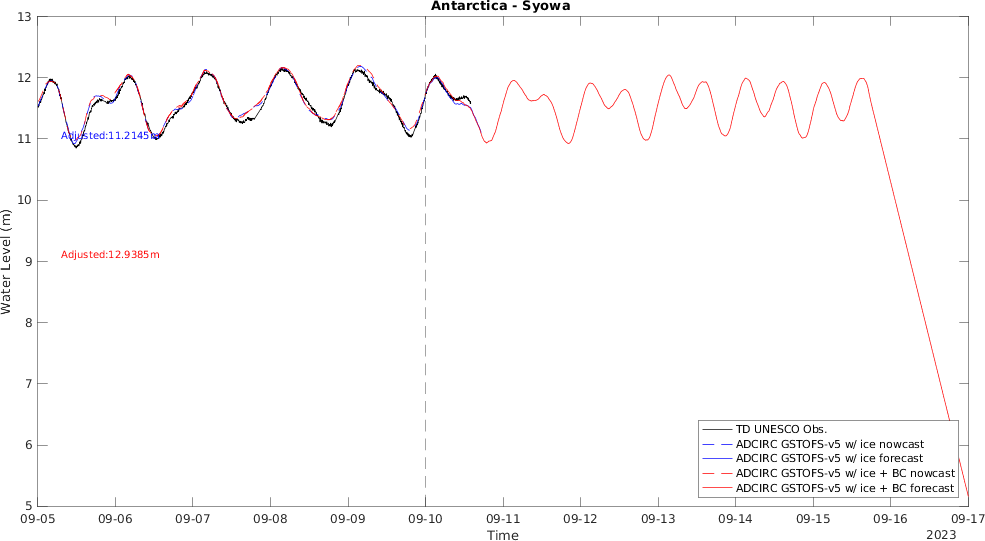 Antarctica - Syowa
Water Level (m)
13
12
11
10
9
8
7
6
5
Adjusted:11.2145m
Adjusted:12.9385m
TD UNESCO Obs.
ADCIRC GSTOFS-v5 w/ ice nowcast
ADCIRC GSTOFS-v5 w/ ice forecast
ADCIRC GSTOFS-v5 w/ ice + BC nowcast
ADCIRC GSTOFS-v5 w/ ice + BC forecast
09-05 09-06 09-07 09-08 09-09 09-10 09-11 09-12 09-13 09-14 09-15 09-16 09-17
Time
2023